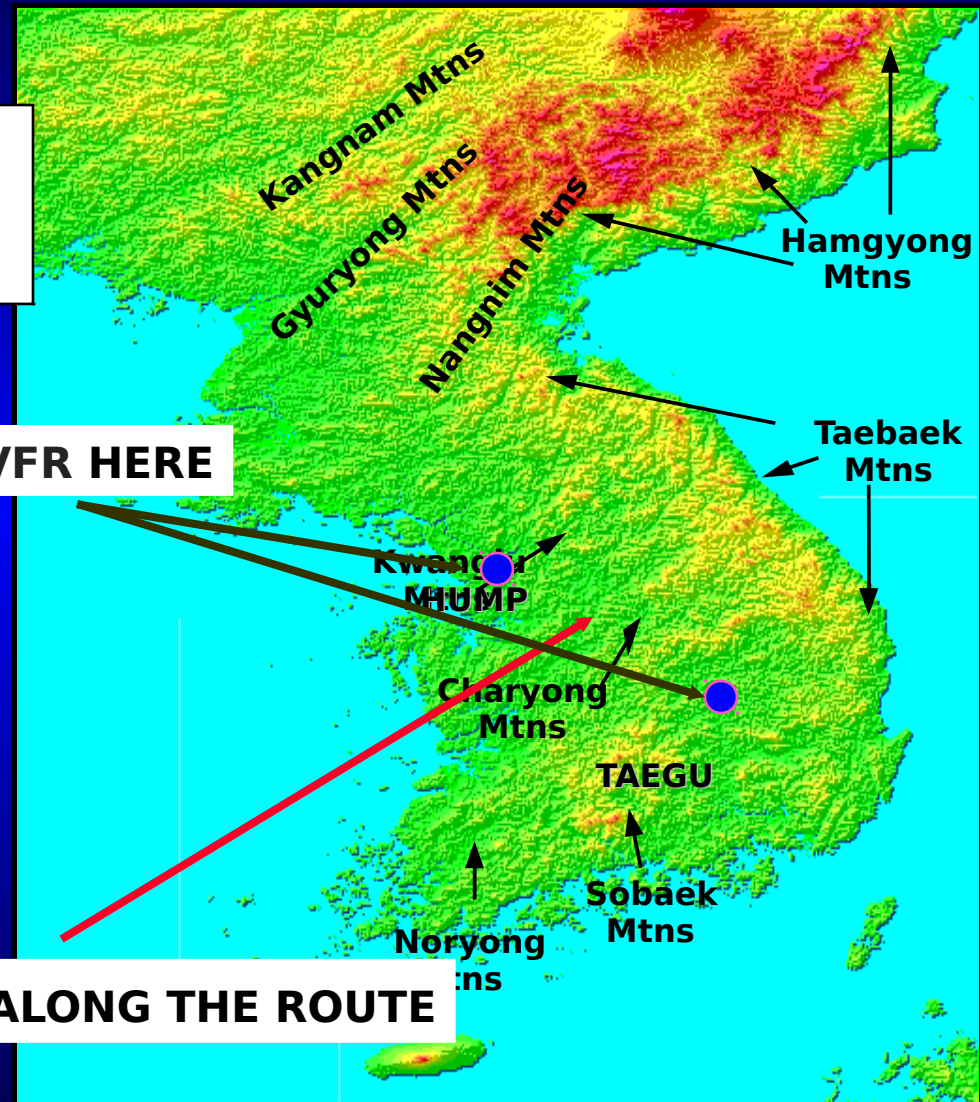 Kangnam Mtns
Gyuryong Mtns
Nangnim Mtns
Hamgyong
Mtns
Taebaek
Mtns
VFR HERE
HUMP
Charyong
Mtns
TAEGU
Sobaek
Mtns
Noryong
ALONG THE ROUTE